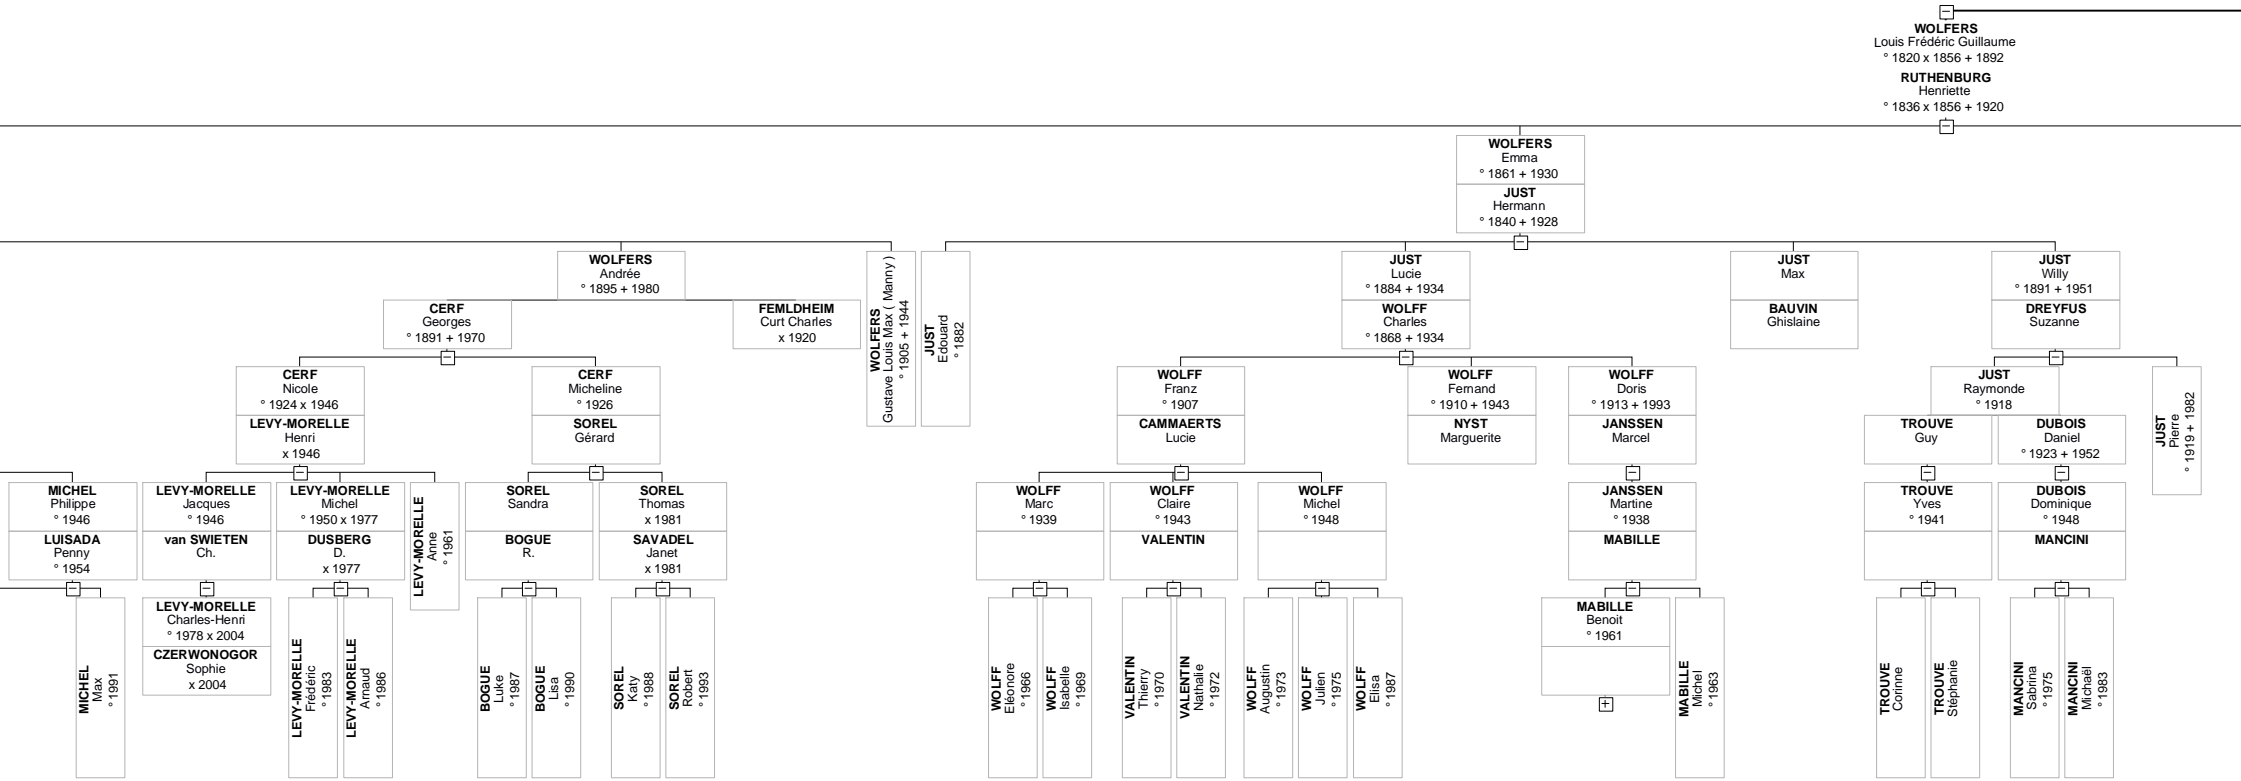 WOLFERS
Louis Frédéric Guillaume
° 1820 x 1856 + 1892
RUTHENBURG
Henriette
° 1836 x 1856 + 1920
WOLFERS
Emma
° 1861 + 1930
JUST
Hermann
° 1840 + 1928
WOLFERS
Andrée
° 1895 + 1980
CERF
Georges
° 1891 + 1970
FEMLDHEIM
Curt Charles
x 1920
WOLFERS
Gustave Louis Max ( Manny )
° 1905 + 1944
JUST
Edouard
° 1882
JUST
Lucie
° 1884 + 1934
WOLFF
Charles
° 1868 + 1934
JUST
Max
BAUVIN
Ghislaine
JUST
Willy
° 1891 + 1951
DREYFUS
Suzanne
CERF
Nicole
° 1924 x 1946
LEVY-MORELLE
Henri
x 1946
CERF
Micheline
° 1926
SOREL
Gérard
WOLFF
Franz
° 1907
CAMMAERTS
Lucie
WOLFF
Fernand
° 1910 + 1943
NYST
Marguerite
WOLFF
Doris
° 1913 + 1993
JANSSEN
Marcel
JUST
Raymonde
° 1918
TROUVE
Guy
DUBOIS
Daniel
° 1923 + 1952
JUST
Pierre
° 1919 + 1982
MICHEL
Philippe
° 1946
LUISADA
Penny
° 1954
LEVY-MORELLE
Jacques
° 1946
van SWIETEN
Ch.
LEVY-MORELLE
Michel
° 1950 x 1977
DUSBERG
D.
x 1977
LEVY-MORELLE
Anne
° 1961
SOREL
Sandra
BOGUE
R.
SOREL
Thomas
x 1981
SAVADEL
Janet
x 1981
WOLFF
Marc
° 1939
WOLFF
Claire
° 1943
VALENTIN
WOLFF
Michel
° 1948
JANSSEN
Martine
° 1938
MABILLE
TROUVE
Yves
° 1941
DUBOIS
Dominique
° 1948
MANCINI
MICHEL
Max
° 1991
LEVY-MORELLE
Charles-Henri
° 1978 x 2004
CZERWONOGOR
Sophie
x 2004
LEVY-MORELLE
Frédéric
° 1983
LEVY-MORELLE
Arnaud
° 1986
BOGUE
Luke
° 1987
BOGUE
Lisa
° 1990
SOREL
Katy
° 1988
SOREL
Robert
° 1993
WOLFF
Eléonore
° 1966
WOLFF
Isabelle
° 1969
VALENTIN
Thierry
° 1970
VALENTIN
Nathalie
° 1972
WOLFF
Augustin
° 1973
WOLFF
Julien
° 1975
WOLFF
Elisa
° 1987
MABILLE
Benoit
° 1961
MABILLE
Michel
° 1963
TROUVE
Corinne
TROUVE
Stéphanie
MANCINI
Sabrina
° 1975
MANCINI
Michaël
° 1983